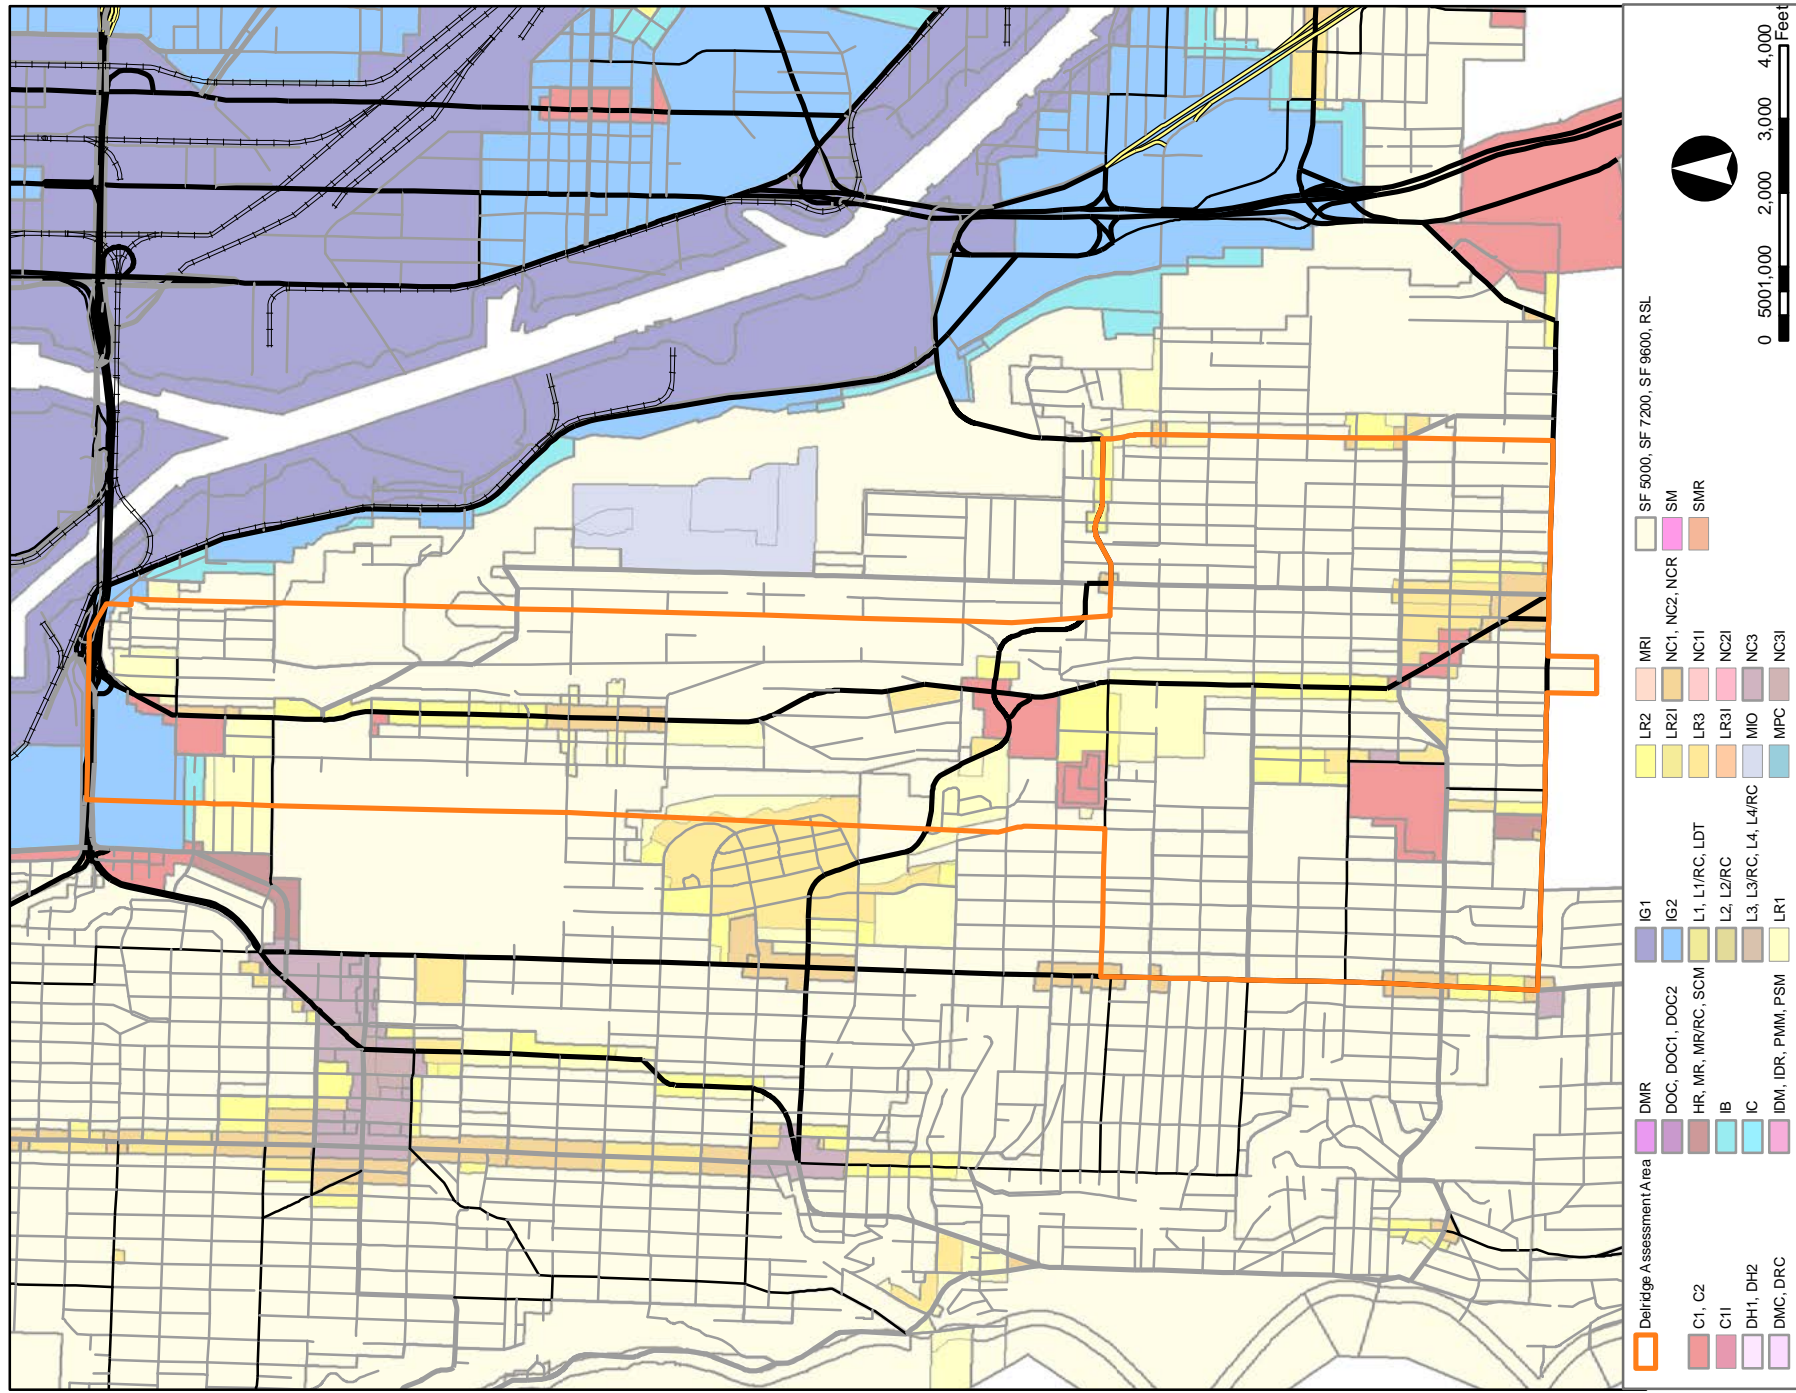 Delridge Assessment Area
C1, C2
C1I
DH1, DH2
DMC, DRC
DMR
DOC, DOC1, DOC2
HR, MR, MR/RC, SCM
IB
IC
IDM, IDR, PMM, PSM
IG1
IG2
L1, L1/RC, LDT
L2, L2/RC
L3, L3/RC, L4, L4/RC
LR1
LR2
LR2I
LR3
LR3I
MIO
MPC
MRI
NC1, NC2, NCR
NC1I
NC2I
NC3
NC3I
SF 5000, SF 7200, SF 9600, RSL
SM
SMR
0 500 1,000 2,000 3,000 4,000
Feet